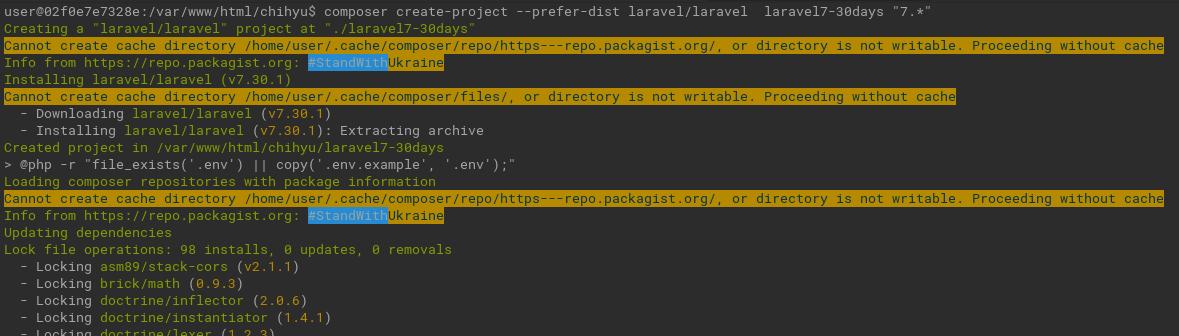 user@02f0e7e7328e:/var/www/html/chihyu$ composer create-project --prefer-dist laravel/laravel  laravel7-30days "7.*"
Creating a "laravel/laravel" project at "./laravel7-30days"
Cannot create cache directory /home/user/.cache/composer/repo/https---repo.packagist.org/, or directory is not writable. Proceeding without cache
Info from https://repo.packagist.org: #StandWithUkraine
Installing laravel/laravel (v7.30.1)
Cannot create cache directory /home/user/.cache/composer/files/, or directory is not writable. Proceeding without cache
  - Downloading laravel/laravel (v7.30.1)
  - Installing laravel/laravel (v7.30.1): Extracting archive
Created project in /var/www/html/chihyu/laravel7-30days
> @php -r "file_exists('.env') || copy('.env.example', '.env');"
Loading composer repositories with package information
Cannot create cache directory /home/user/.cache/composer/repo/https---repo.packagist.org/, or directory is not writable. Proceeding without cache
Info from https://repo.packagist.org: #StandWithUkraine
Updating dependencies
Lock file operations: 98 installs, 0 updates, 0 removals
  - Locking asm89/stack-cors (v2.1.1)
  - Locking brick/math (0.9.3)
  - Locking doctrine/inflector (2.0.6)
  - Locking doctrine/instantiator (1.4.1)
  - Locking doctrine/lexer (1.2.3)